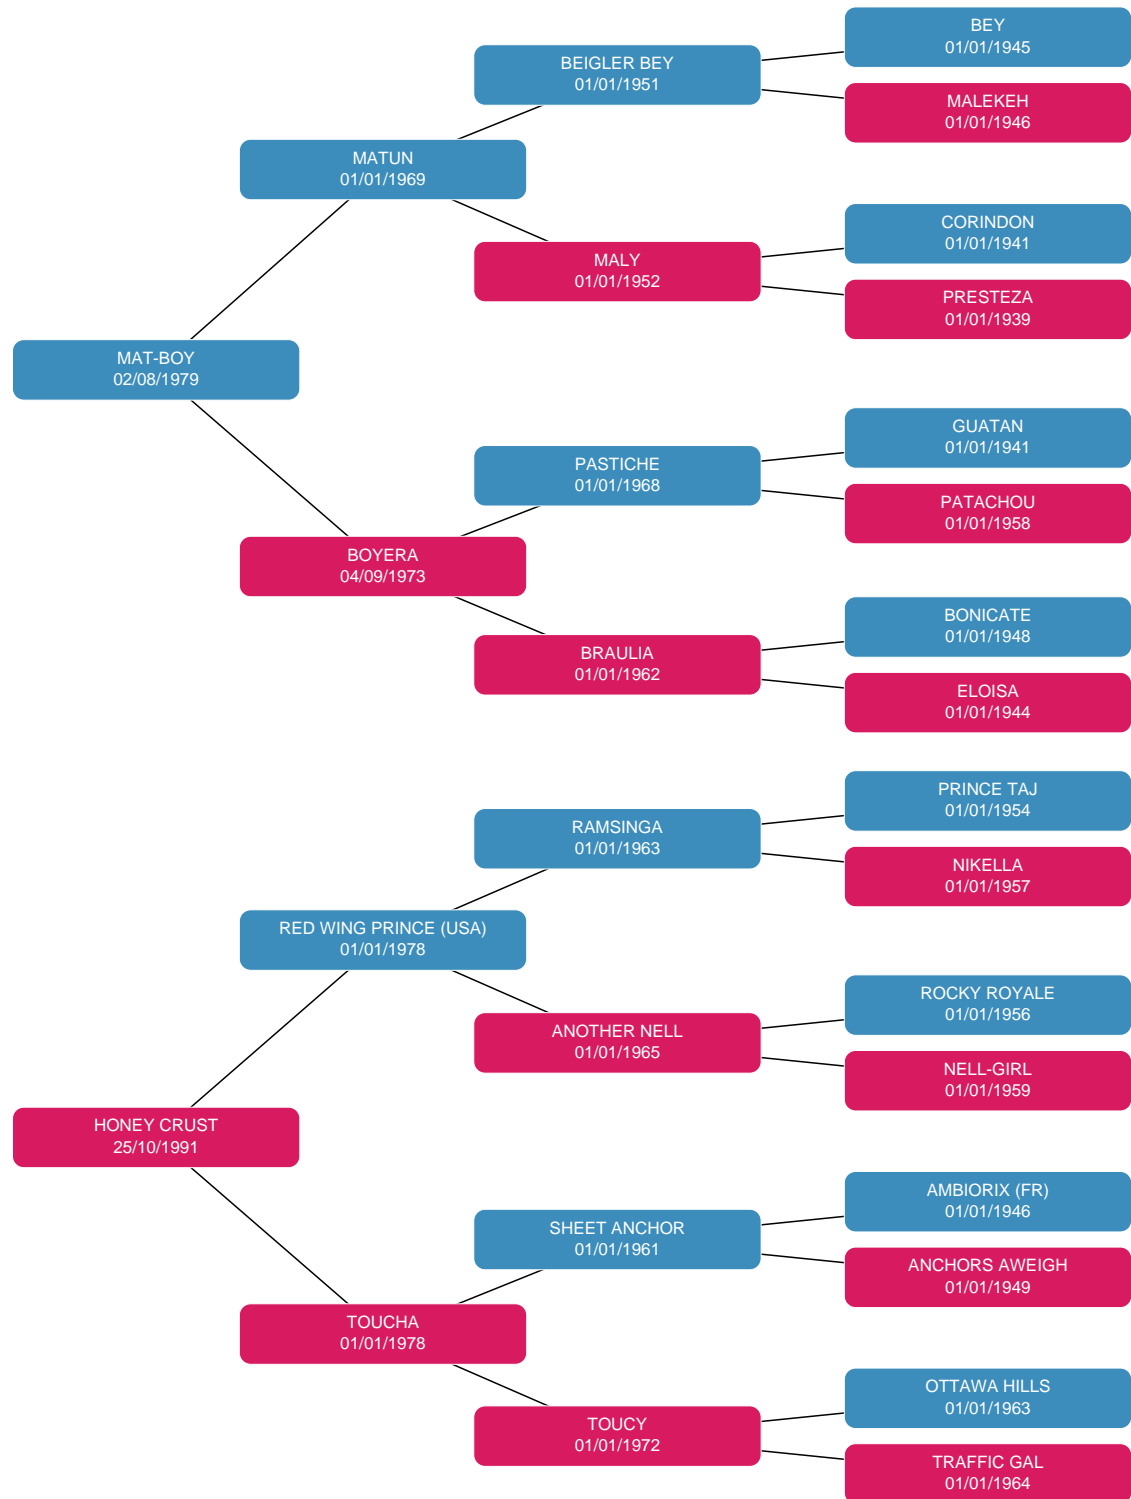 BEY
01/01/1945
BEIGLER BEY
01/01/1951
MALEKEH
01/01/1946
MATUN
01/01/1969
CORINDON
01/01/1941
MALY
01/01/1952
PRESTEZA
01/01/1939
MAT-BOY
02/08/1979
GUATAN
01/01/1941
PASTICHE
01/01/1968
PATACHOU
01/01/1958
BOYERA
04/09/1973
BONICATE
01/01/1948
BRAULIA
01/01/1962
ELOISA
01/01/1944
PRINCE TAJ
01/01/1954
RAMSINGA
01/01/1963
NIKELLA
01/01/1957
RED WING PRINCE (USA)
01/01/1978
ROCKY ROYALE
01/01/1956
ANOTHER NELL
01/01/1965
NELL-GIRL
01/01/1959
HONEY CRUST
25/10/1991
AMBIORIX (FR)
01/01/1946
SHEET ANCHOR
01/01/1961
ANCHORS AWEIGH
01/01/1949
TOUCHA
01/01/1978
OTTAWA HILLS
01/01/1963
TOUCY
01/01/1972
TRAFFIC GAL
01/01/1964